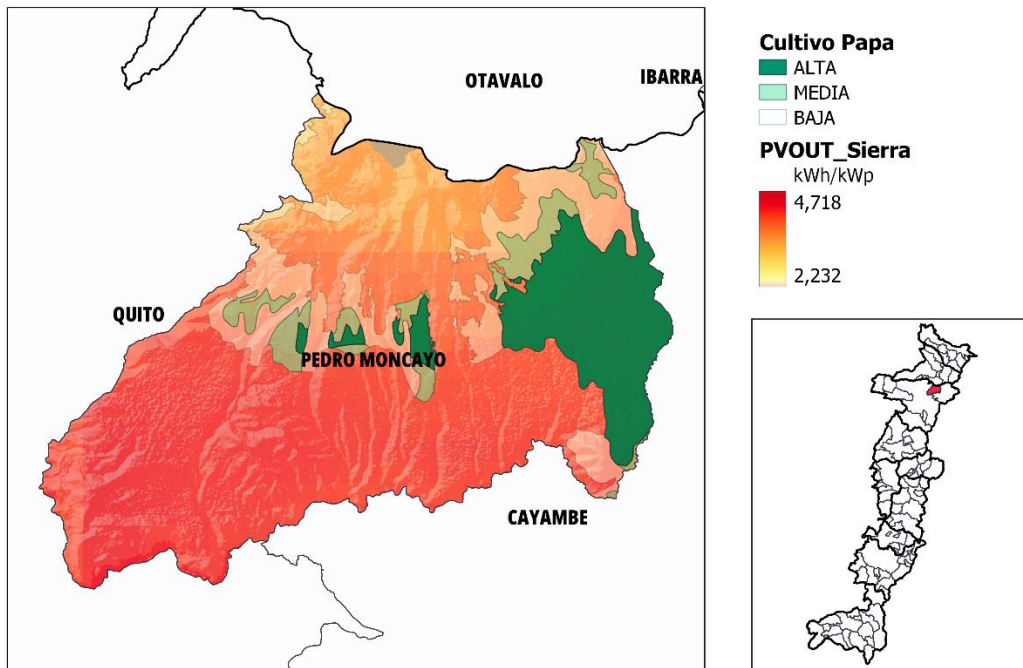 OTAVALO
IBARRA
QUITO
PEDRO MONCAYO
CAYAMBE
Cultivo Papa
ALTA
MEDIA
BAJA
PVOUT_Sierra
kWh/kWp
4,718
2,232